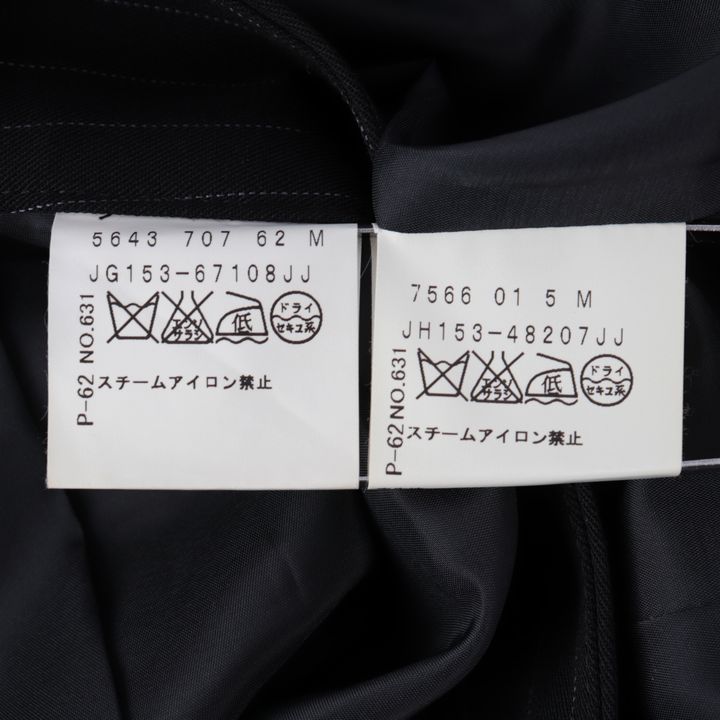 5643 707 62 M
JG153-67108JJ
エンソ
サラシ
低
ドライ
セキユ系
スチームアイロン禁止
P-62 NO.631
7566 01 5 M
JH153-48207JJ
エンソ
サラシ
低
ドライ
セキユ系
スチームアイロン禁止
P-62 NO.631